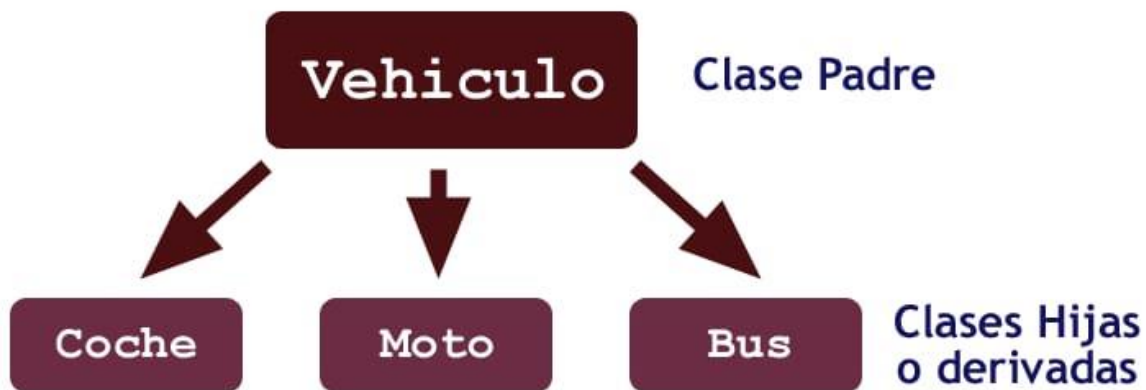 Vehiculo
Clase Padre
Coche
Moto
Bus
Clases Hijas
o derivadas